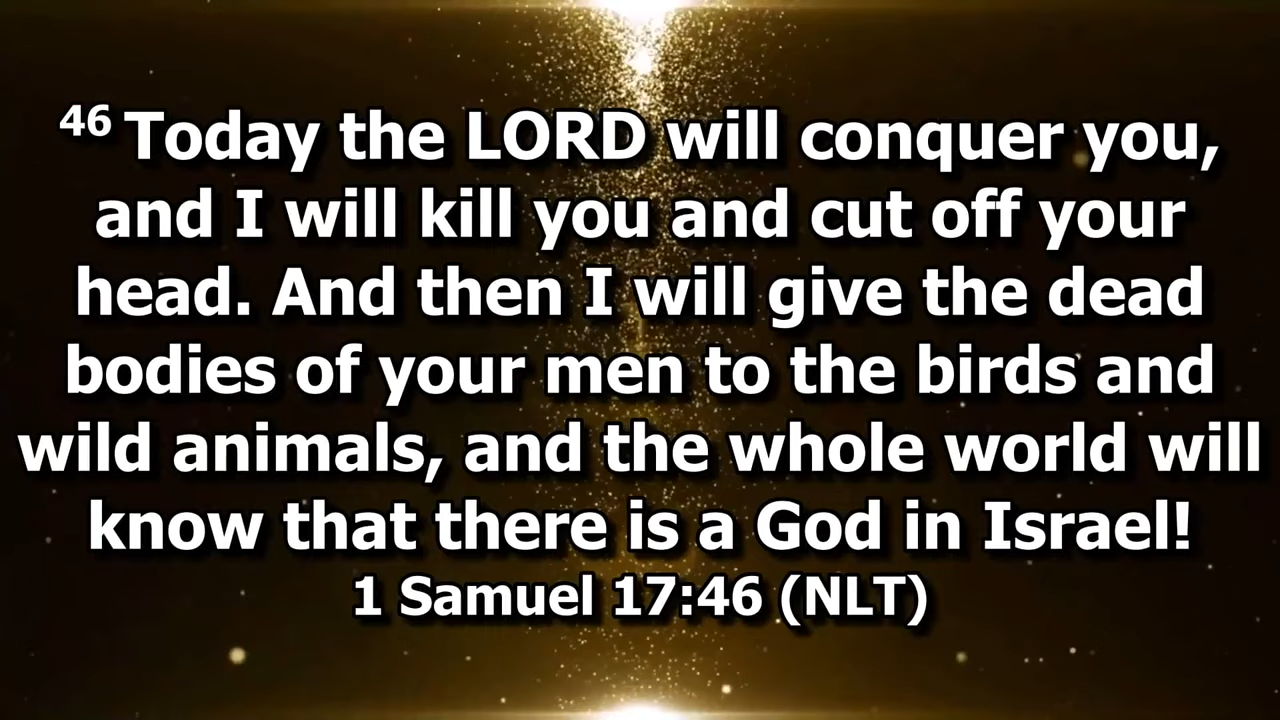 46 Today the LORD will conquer you,
and I will kill you and cut off your
head. And then I will give the dead
bodies of your men to the birds and
wild animals, and the whole world will
know that there is a God in Israel!
1 Samuel 17:46 (NLT)